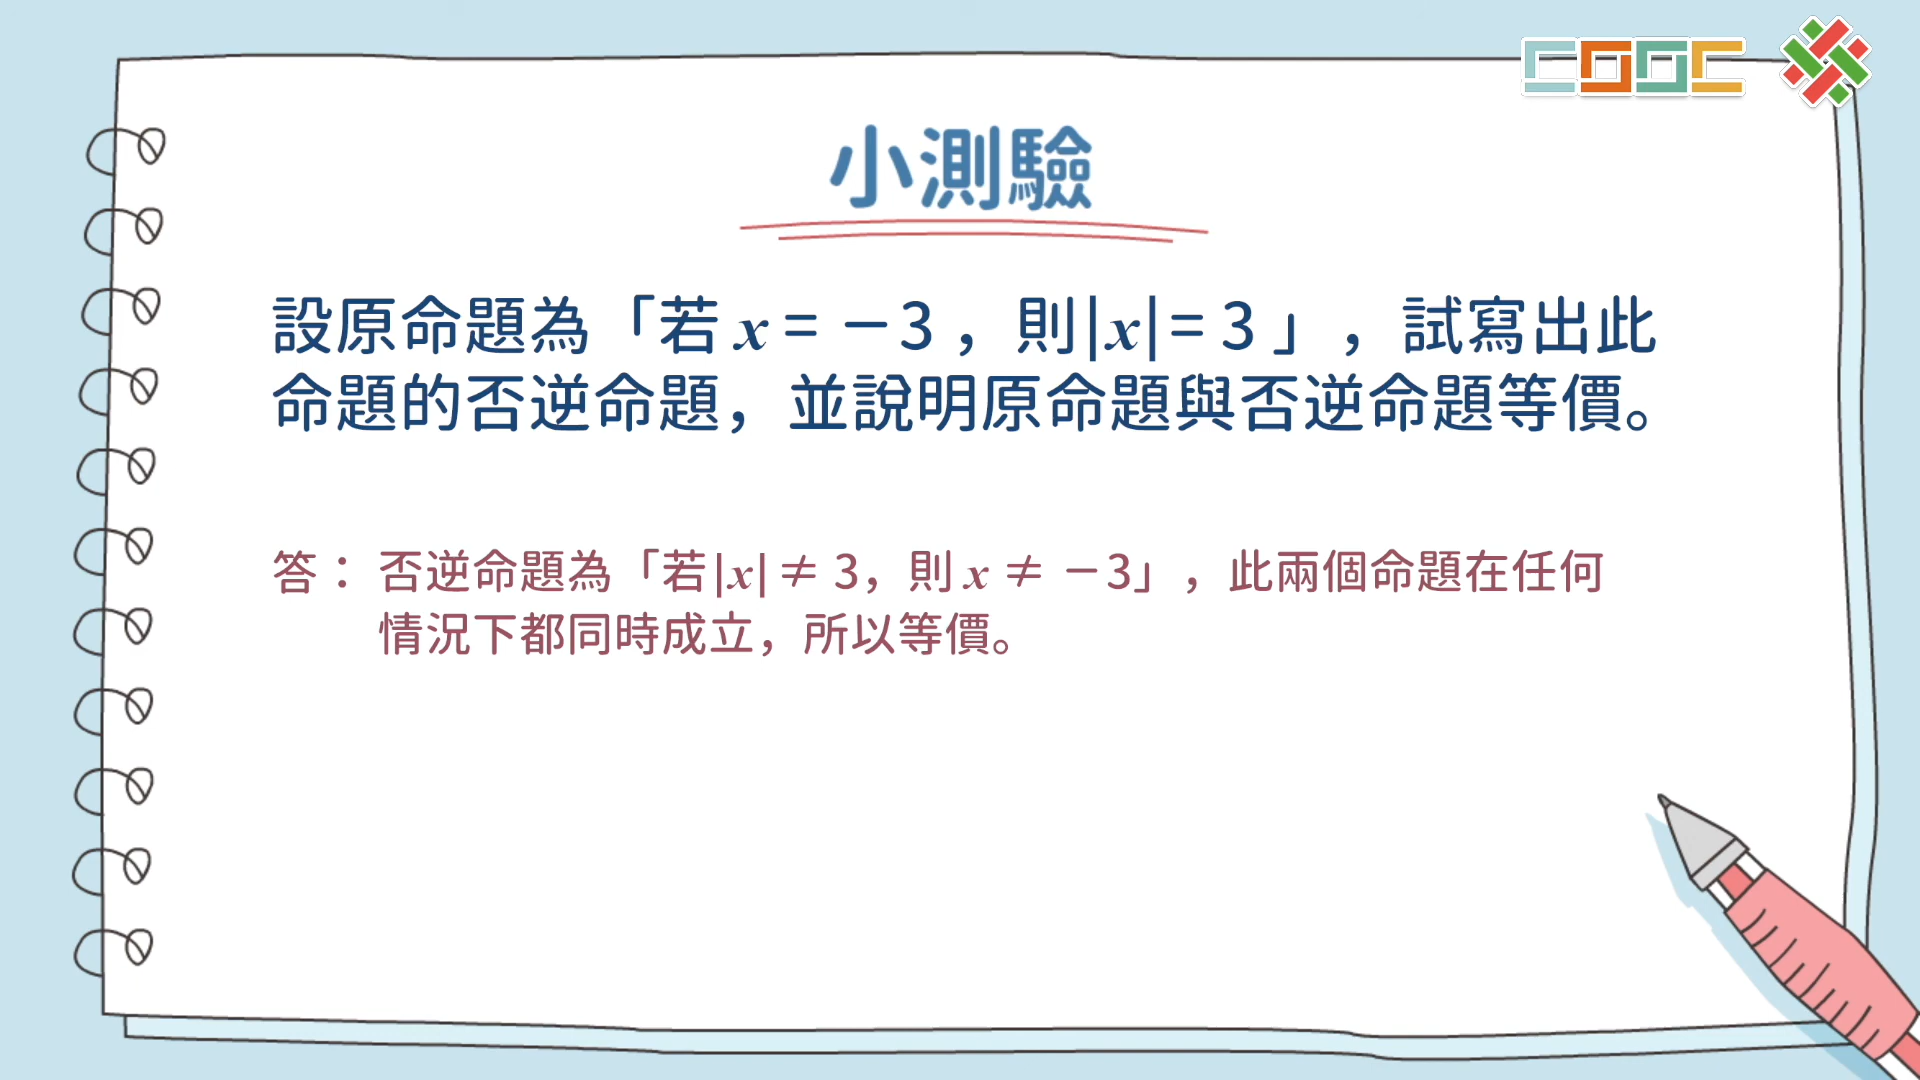 COOC
小測驗
設原命題為「若 x = －3，則|x| = 3」，試寫出此
命題的否逆命題，並說明原命題與否逆命題等價。
答：否逆命題為「若|x| ≠ 3，則 x ≠ －3」，此兩個命題在任何
情況下都同時成立，所以等價。